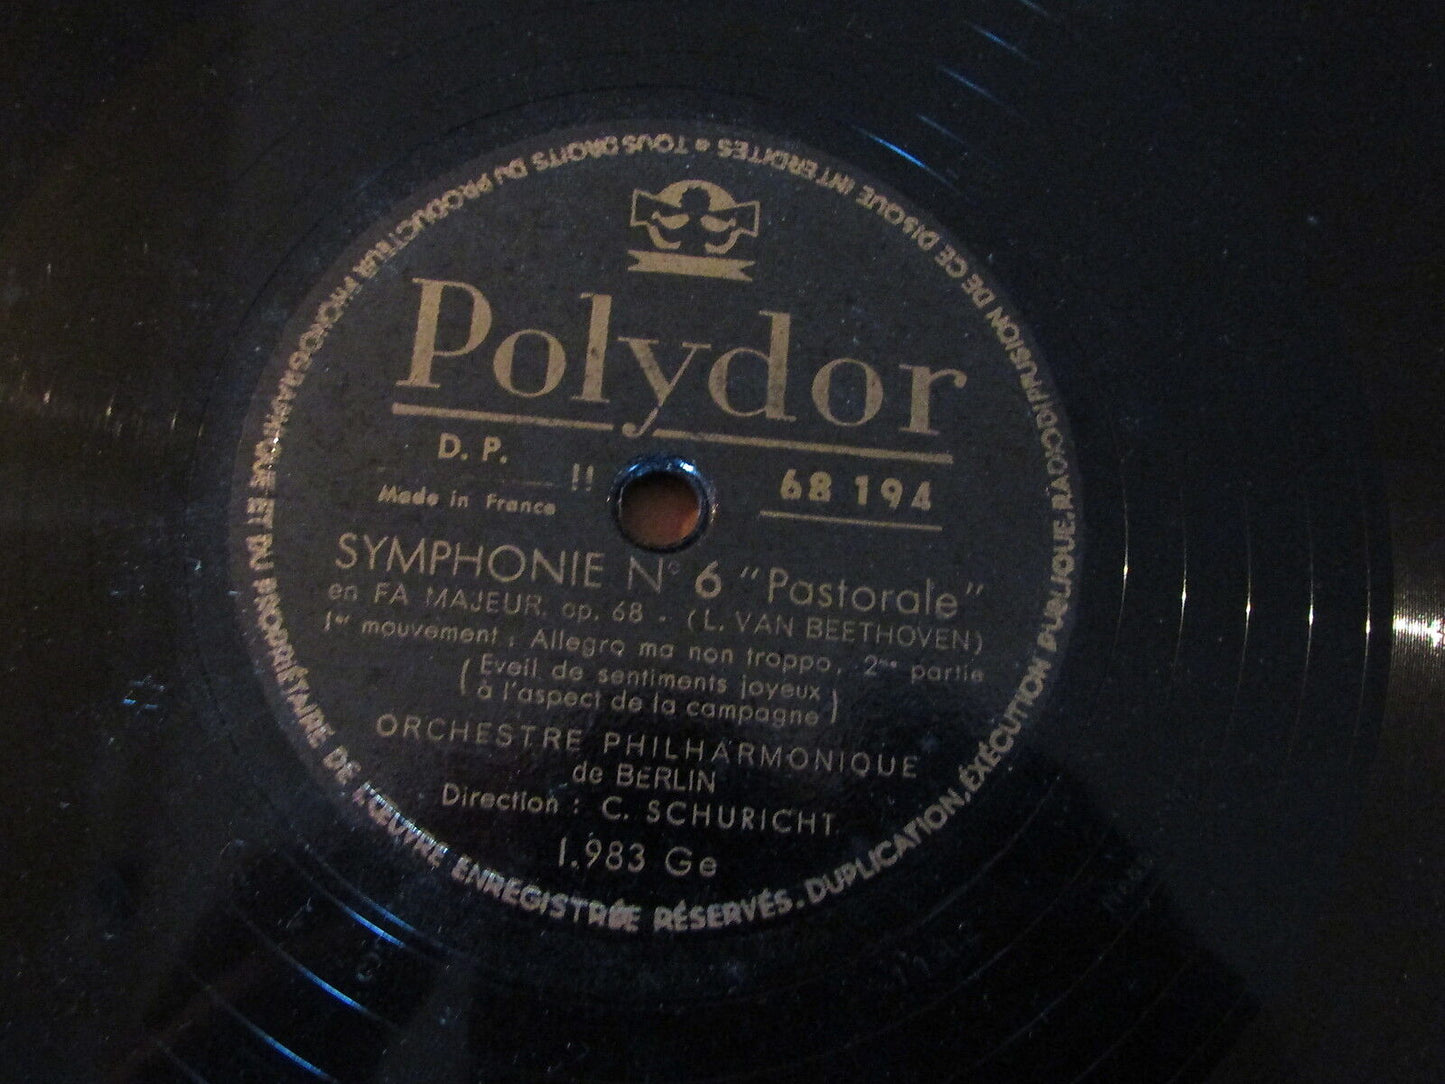 Polydor
D. P.
!!
68 194
Made in France
SYMPHONIE N° 6 "Pastorale"
en FA MAJEUR, op. 68 - (L. VAN BEETHOVEN)
1er mouvement : Allegro ma non troppo, 2me partie
( Eveil de sentiments joyeux )
( à l'aspect de la campagne )
ORCHESTRE PHILHARMONIQUE
de BERLIN
Direction : C. SCHURICHT
1.983 Ge
TOUS DROITS DU PRODUCTEUR PHONOGRAPHIQUE ET DU PROPRIÉTAIRE DE L'ŒUVRE ENREGISTRÉE RÉSERVÉS. DUPLICATION, EXÉCUTION PUBLIQUE, RADIODIFFUSION DE CE DISQUE INTERDITES